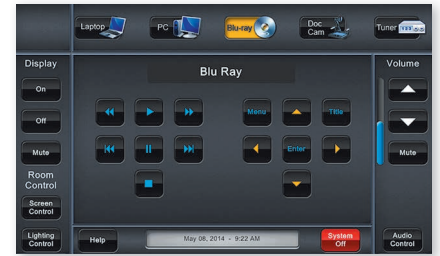 Laptop
PC
Blu-ray
Doc
Cam
Tuner
Display
On
Off
Mute
Room
Control
Screen
Control
Lighting
Control
Blu Ray
Menu
Title
Enter
Volume
Mute
Audio
Control
Help
May 08, 2014 - 9:22 AM
System
Off